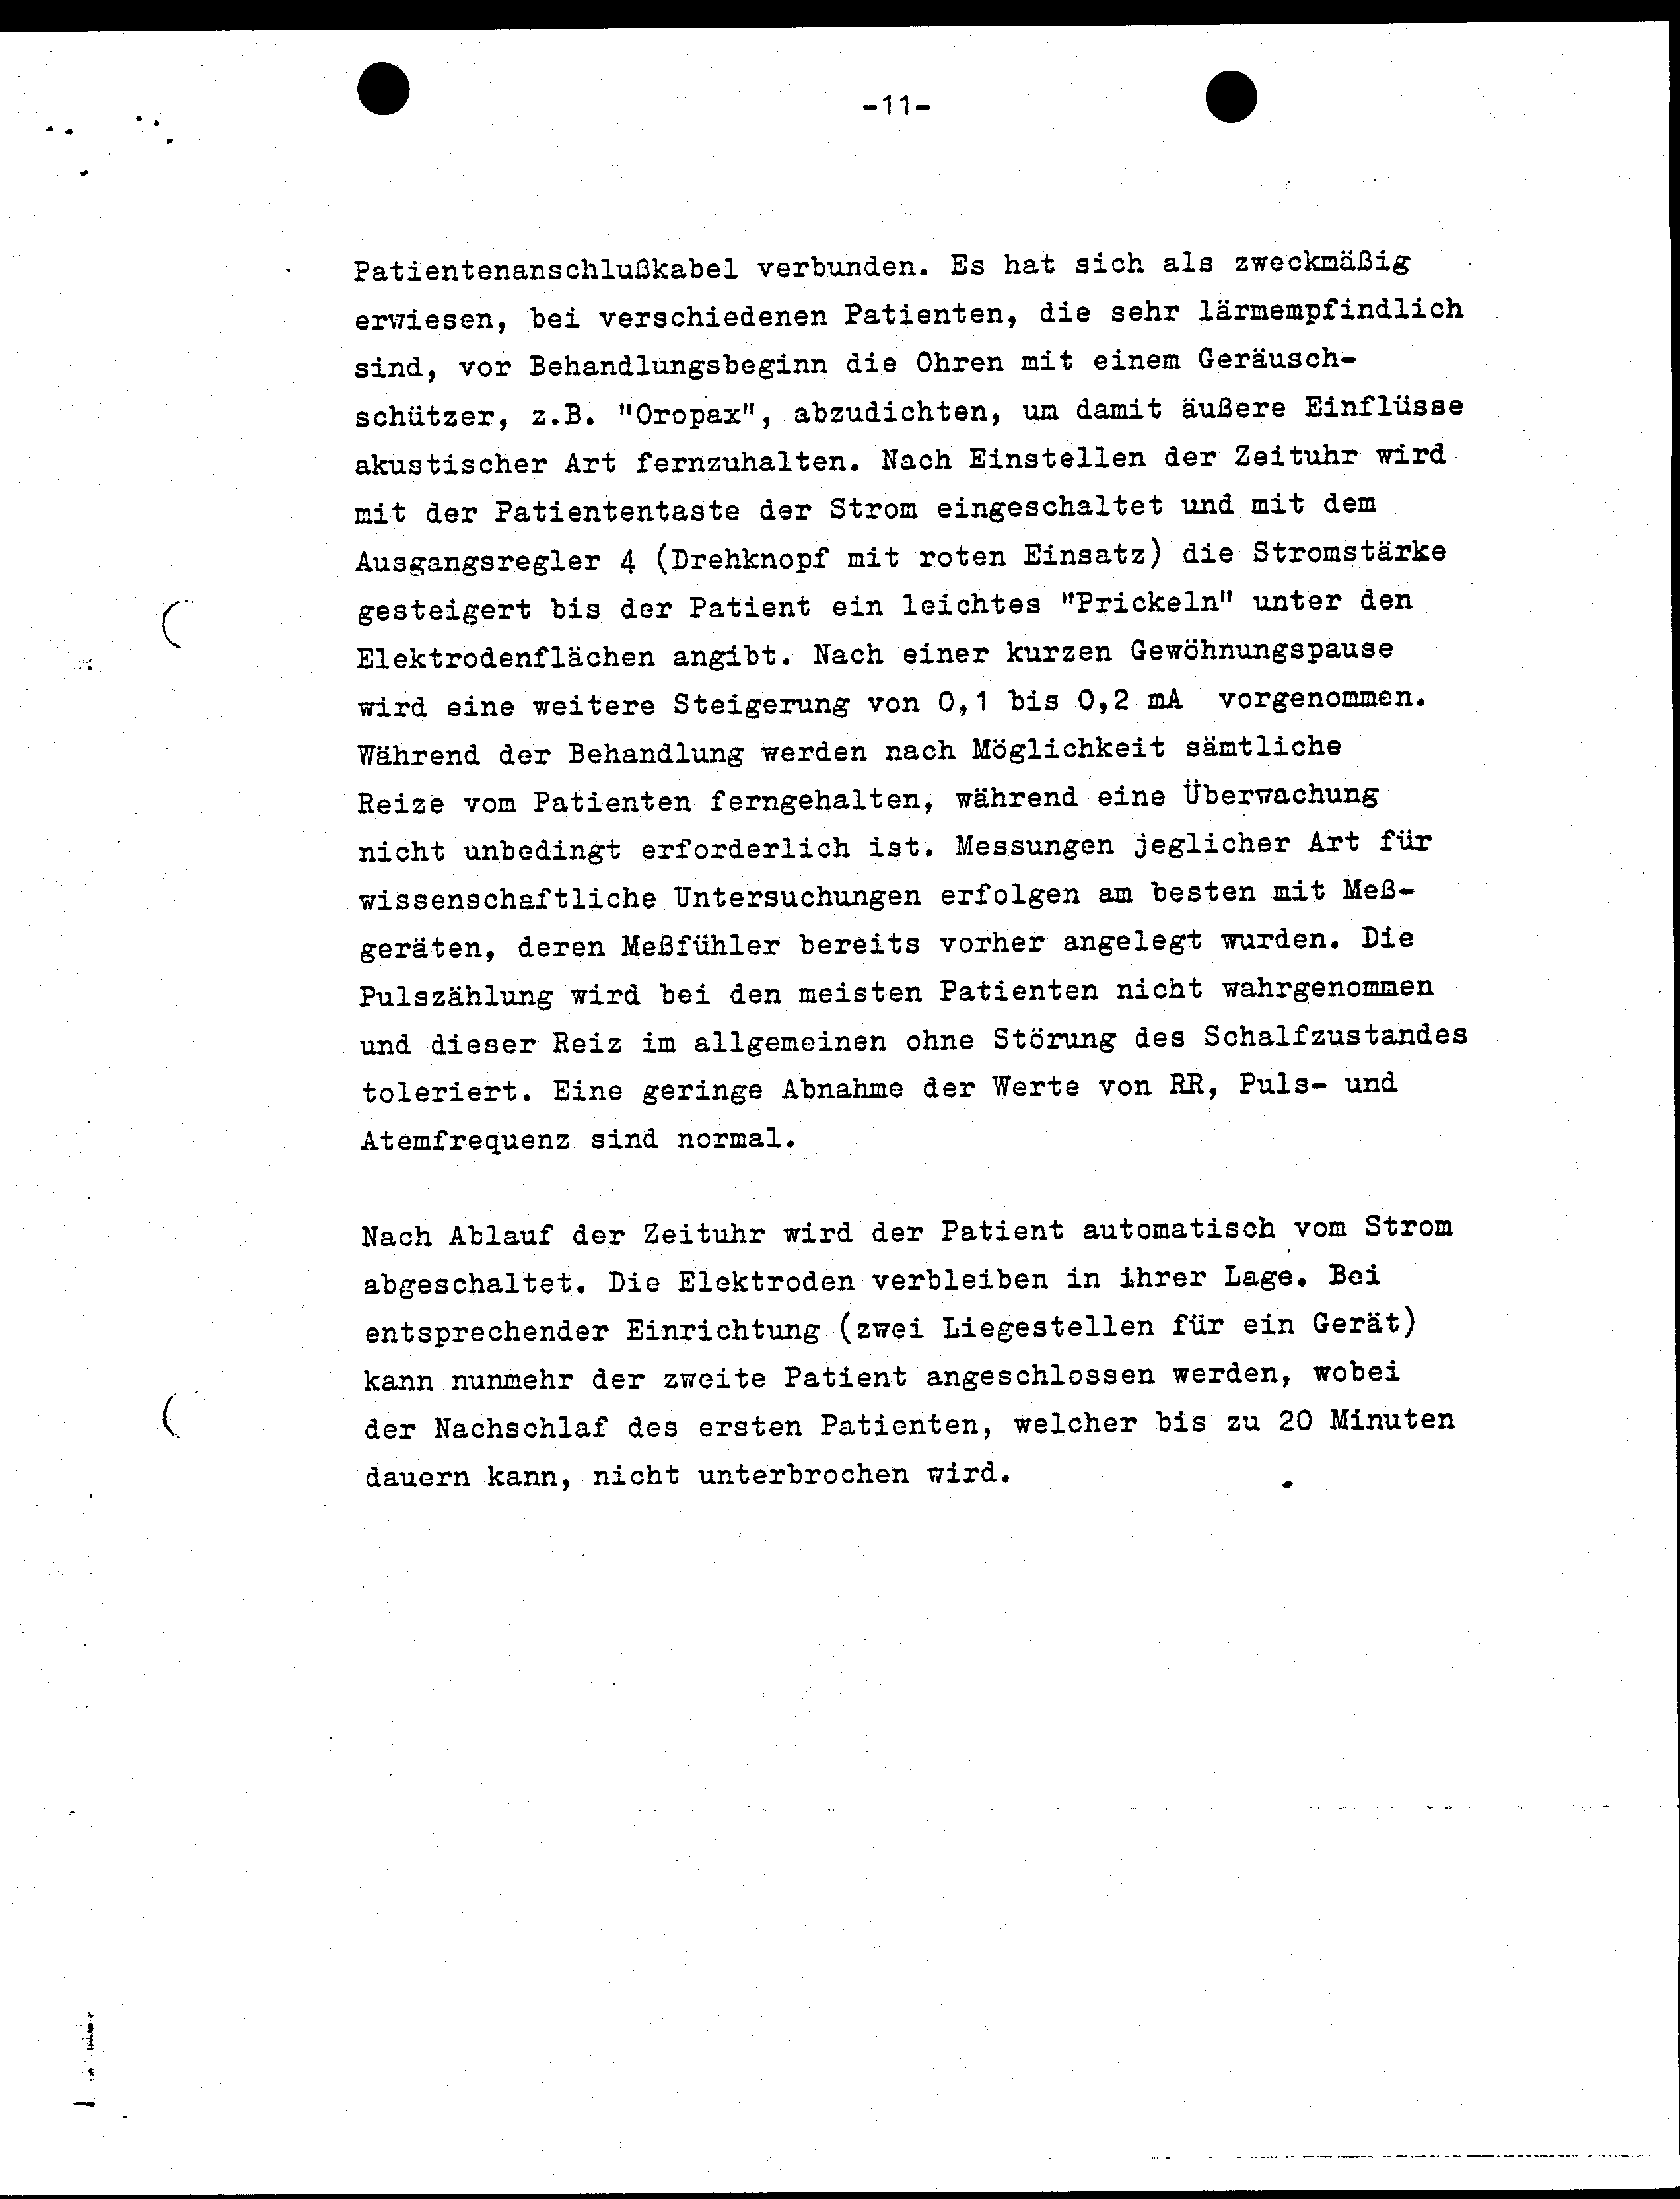 -11-
Patientenanschlußkabel verbunden. Es hat sich als zweckmäßig
erwiesen, bei verschiedenen Patienten, die sehr lärmempfindlich
sind, vor Behandlungsbeginn die Ohren mit einem Geräusch-
schützer, z.B. "Oropax", abzudichten, um damit äußere Einflüsse
akustischer Art fernzuhalten. Nach Einstellen der Zeituhr wird
mit der Patiententaste der Strom eingeschaltet und mit dem
Ausgangsregler 4 (Drehknopf mit roten Einsatz) die Stromstärke
gesteigert bis der Patient ein leichtes "Prickeln" unter den
Elektrodenflächen angibt. Nach einer kurzen Gewöhnungspause
wird eine weitere Steigerung von 0,1 bis 0,2 mA vorgenommen.
Während der Behandlung werden nach Möglichkeit sämtliche
Reize vom Patienten ferngehalten, während eine Überwachung
nicht unbedingt erforderlich ist. Messungen jeglicher Art für
wissenschaftliche Untersuchungen erfolgen am besten mit Meß-
geräten, deren Meßfühler bereits vorher angelegt wurden. Die
Pulszählung wird bei den meisten Patienten nicht wahrgenommen
und dieser Reiz im allgemeinen ohne Störung des Schalfzustandes
toleriert. Eine geringe Abnahme der Werte von RR, Puls- und
Atemfrequenz sind normal.
Nach Ablauf der Zeituhr wird der Patient automatisch vom Strom
abgeschaltet. Die Elektroden verbleiben in ihrer Lage. Bei
entsprechender Einrichtung (zwei Liegestellen für ein Gerät)
kann nunmehr der zweite Patient angeschlossen werden, wobei
der Nachschlaf des ersten Patienten, welcher bis zu 20 Minuten
dauern kann, nicht unterbrochen wird.